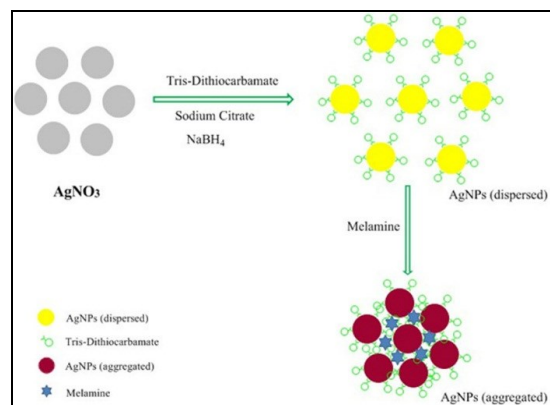 Tris-Dithiocarbamate
Sodium Citrate
NaBH4
AgNO3
AgNPs (dispersed)
Melamine
AgNPs (dispersed)
Tris-Dithiocarbamate
AgNPs (aggregated)
Melamine
AgNPs (aggregated)